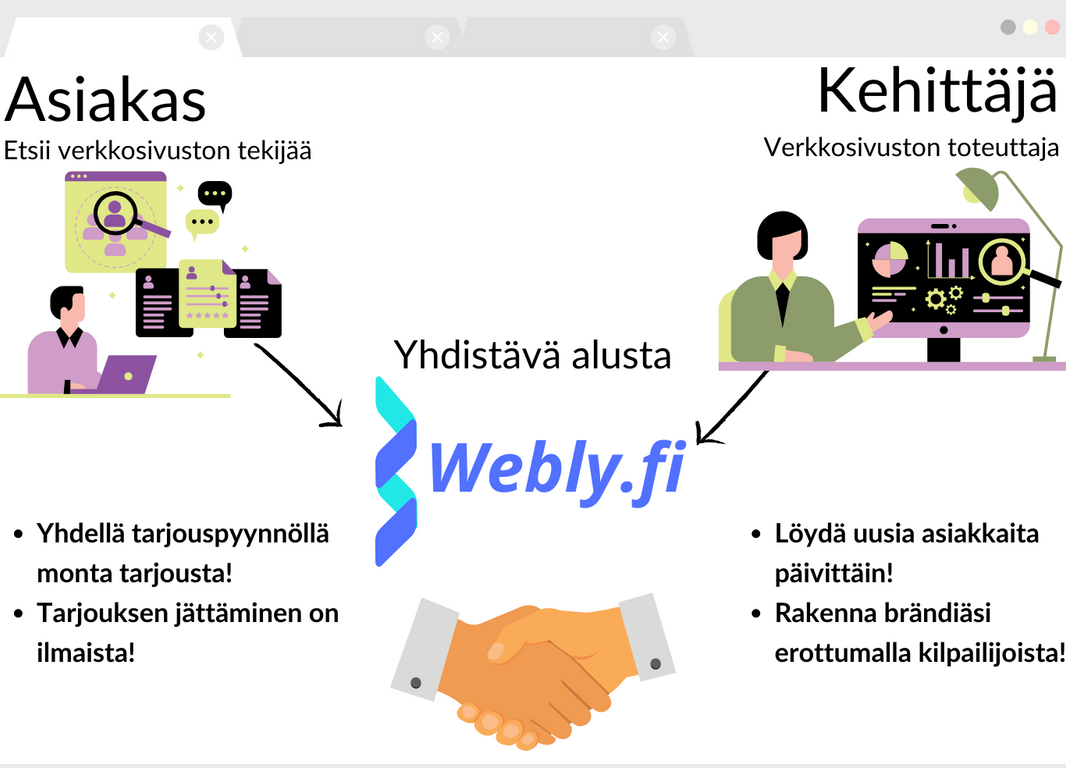 Asiakas
Etsii verkkosivuston tekijää
Kehittäjä
Verkkosivuston toteuttaja
Yhdistävä alusta
Webly.fi
• Yhdellä tarjouspyynnöllä
monta tarjousta!
• Tarjouksen jättäminen on
ilmaista!
• Löydä uusia asiakkaita
päivittäin!
• Rakenna brändiäsi
erottumalla kilpailijoista!